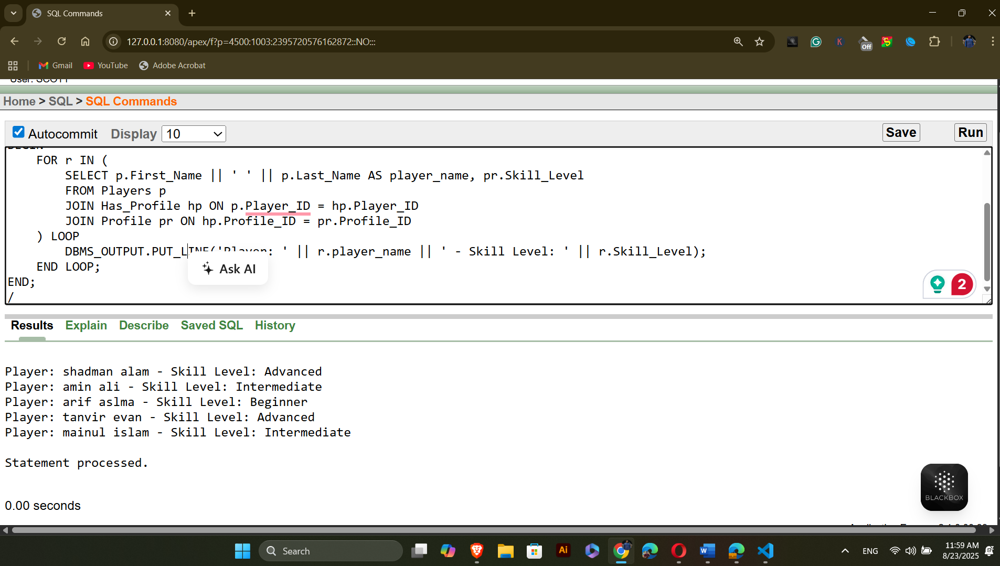 SQL Commands
127.0.0.1:8080/apex/f?p=4500:1003:2395720576162872::NO:::
K
Off
S
Gmail
YouTube
Adobe Acrobat
User: SCOTT
Home > SQL > SQL Commands
Autocommit
Display
10
Save
Run
BEGIN
FOR r IN (
SELECT p.First_Name || ' ' || p.Last_Name AS player_name, pr.Skill_Level
FROM Players p
JOIN Has_Profile hp ON p.Player_ID = hp.Player_ID
JOIN Profile pr ON hp.Profile_ID = pr.Profile_ID
) LOOP
DBMS_OUTPUT.PUT_LINE('Player: ' || r.player_name || ' - Skill Level: ' || r.Skill_Level);
Ask AI
END LOOP;
END;
/
2
Results
Explain
Describe
Saved SQL
History
Player: shadman alam - Skill Level: Advanced
Player: amin ali - Skill Level: Intermediate
Player: arif aslma - Skill Level: Beginner
Player: tanvir evan - Skill Level: Advanced
Player: mainul islam - Skill Level: Intermediate
Statement processed.
0.00 seconds
BLACKBOX
Search
Ai
W
ENG
11:59 AM
8/23/2025